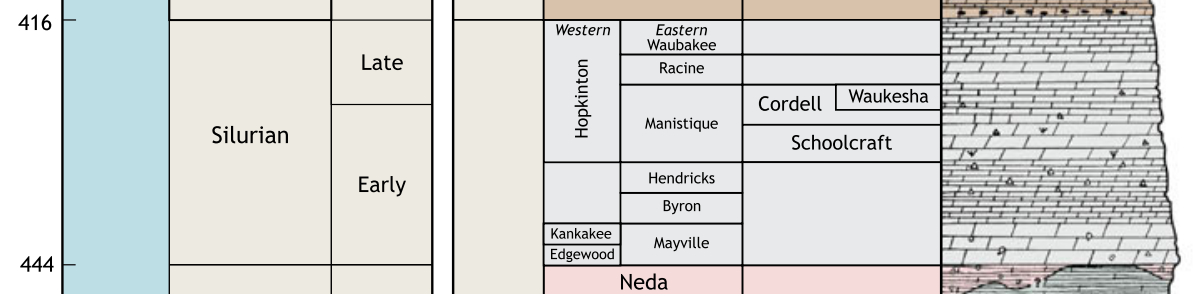 416
Western
Eastern
Waubakee
Late
Racine
Hopkinton
Cordell
Waukesha
Silurian
Manistique
Schoolcraft
Early
Hendricks
Byron
Kankakee
Mayville
Edgewood
444
Neda